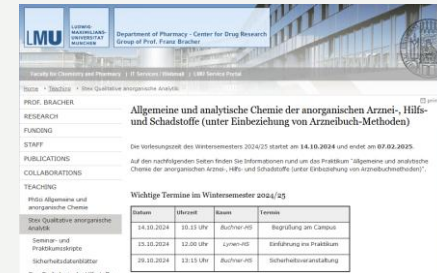 LMU
LUDWIG-
MAXIMILIANS-
UNIVERSITÄT
MÜNCHEN
Department of Pharmacy - Center for Drug Research
Group of Prof. Franz Bracher
Faculty for Chemistry and Pharmacy | IT Services/Webmail | LMU Service Portal
Home » Teaching » Stex Qualitative anorganische Analytik
print
PROF. BRACHER
RESEARCH
FUNDING
STAFF
PUBLICATIONS
COLLABORATIONS
TEACHING
PhBo Allgemeine und
anorganische Chemie
Stex Qualitative anorganische
Analytik
Seminar- und
Praktikumsskripte
Sicherheitsdatenblätter
Allgemeine und analytische Chemie der anorganischen Arznei-, Hilfs-
und Schadstoffe (unter Einbeziehung von Arzneibuch-Methoden)
Die Vorlesungszeit des Wintersemesters 2024/25 startet am 14.10.2024 und endet am 07.02.2025.
Auf den nachfolgenden Seiten finden Sie Informationen rund um das Praktikum "Allgemeine und analytische
Chemie der anorganischen Arznei-, Hilfs- und Schadstoffe (unter Einbeziehung von Arzneibuchmethoden)".
Wichtige Termine im Wintersemester 2024/25
Datum Uhrzeit Raum Termin
14.10.2024 10.15 Uhr Buchner-HS Begrüßung am Campus
15.10.2024 12.00 Uhr Lynen-HS Einführung ins Praktikum
29.10.2024 13:15 Uhr Buchner-HS Sicherheitsveranstaltung